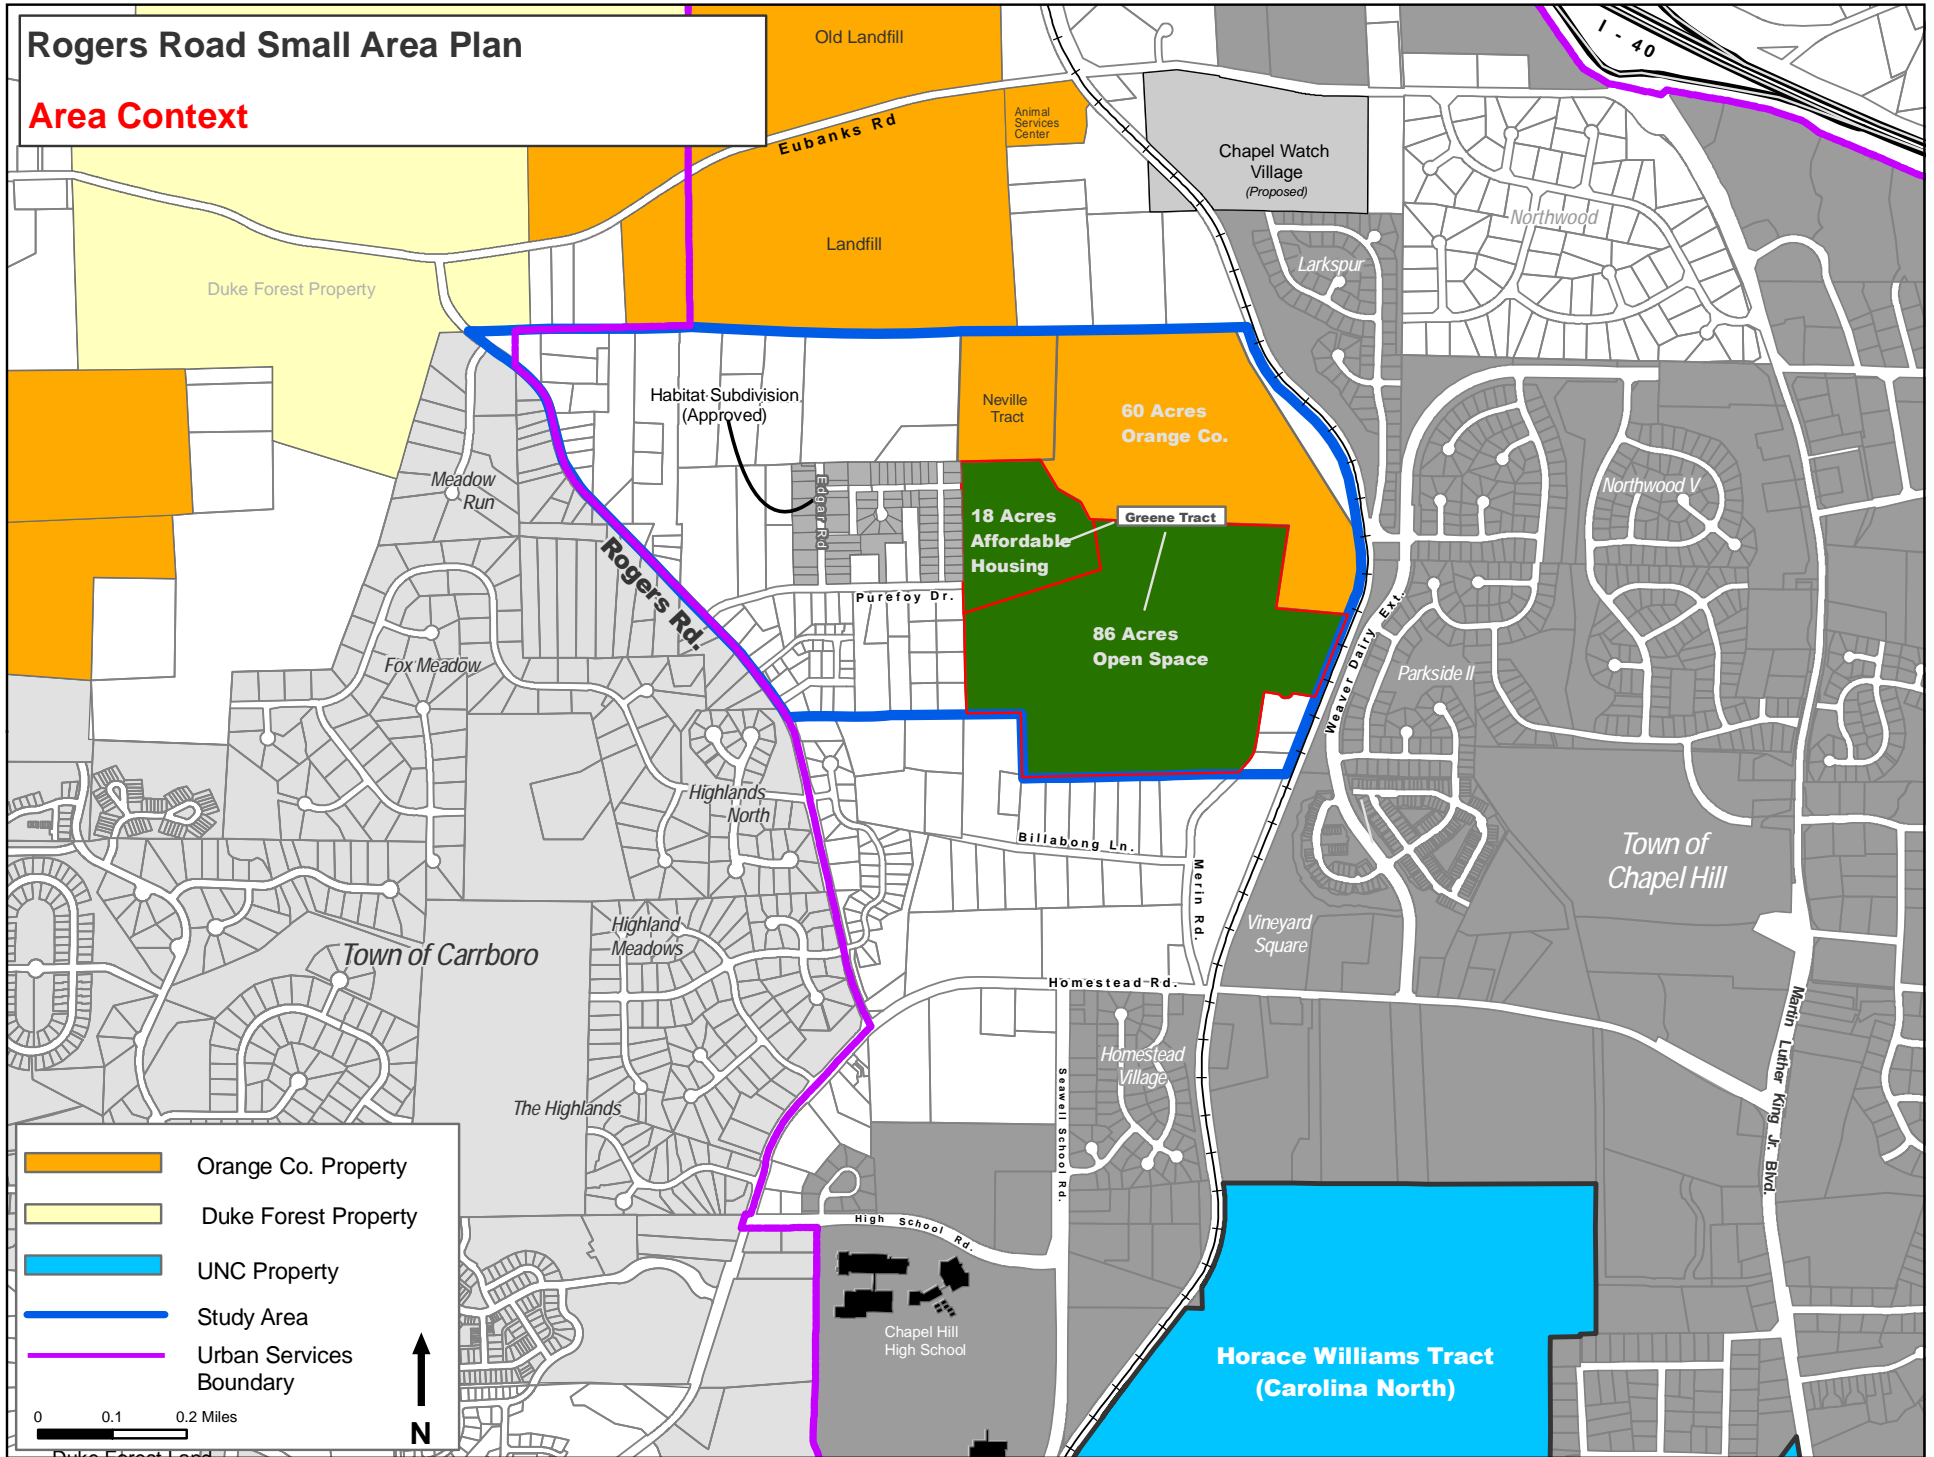 Rogers Road Small Area Plan
Area Context
Old Landfill
I - 40
Animal
Services
Center
Eubanks Rd
Chapel Watch
Village
(Proposed)
Northwood
Landfill
Larkspur
Duke Forest Property
Habitat Subdivision
(Approved)
Neville
Tract
60 Acres
Orange Co.
Meadow
Run
Edgar Rd
Northwood V
18 Acres
Affordable
Housing
Greene Tract
Rogers Rd.
Purefoy Dr.
86 Acres
Open Space
Weaver Dairy Ext.
Fox Meadow
Parkside II
Highlands
North
Billabong Ln.
Merin Rd.
Town of
Chapel Hill
Highland
Meadows
Town of Carrboro
Vineyard
Square
Homestead Rd.
Martin Luther King Jr. Blvd.
Homestead
Village
Seawell School Rd.
The Highlands
High School Rd.
Chapel Hill
High School
Horace Williams Tract
(Carolina North)
Orange Co. Property
Duke Forest Property
UNC Property
Study Area
Urban Services
Boundary
0 0.1 0.2 Miles
N
Duke Forest Land